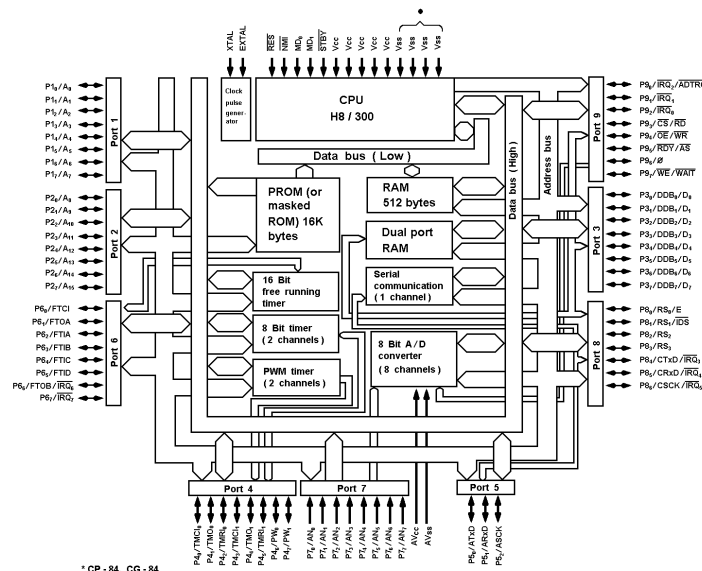 XTAL
EXTAL
RES
NMI
MD₀
MD₁
STBY
Vcc
Vcc
Vcc
Vcc
Vcc
Vss
Vss
Vss
Vss
Clock
pulse
gener-
ator
CPU
H8 / 300
Data bus ( Low )
Data bus (High)
Address bus
PROM (or
masked
ROM) 16K
bytes
RAM
512 bytes
Dual port
RAM
16 Bit
free running
timer
Serial
communication
( 1 channel )
8 Bit timer
( 2 channels )
8 Bit A/D
converter
(8 channels )
PWM timer
( 2 channels )
Port 1
P1₀/A₀
P1₁/A₁
P1₂/A₂
P1₃/A₃
P1₄/A₄
P1₅/A₅
P1₆/A₆
P1₇/A₇
Port 2
P2₀/A₈
P2₁/A₉
P2₂/A₁₀
P2₃/A₁₁
P2₄/A₁₂
P2₅/A₁₃
P2₆/A₁₄
P2₇/A₁₅
Port 6
P6₀/FTCI
P6₁/FTOA
P6₂/FTIA
P6₃/FTIB
P6₄/FTIC
P6₅/FTID
P6₆/FTOB/IRQ₆
P6₇/IRQ₇
Port 9
P9₀/IRQ₂/ADTRG
P9₁/IRQ₁
P9₂/IRQ₀
P9₃/CS/RD
P9₄/OE/WR
P9₅/RDY/AS
P9₆/Ø
P9₇/WE/WAIT
Port 3
P3₀/DDB₀/D₀
P3₁/DDB₁/D₁
P3₂/DDB₂/D₂
P3₃/DDB₃/D₃
P3₄/DDB₄/D₄
P3₅/DDB₅/D₅
P3₆/DDB₆/D₆
P3₇/DDB₇/D₇
Port 8
P8₀/RS₀/E
P8₁/RS₁/IDS
P8₂/RS₂
P8₃/RS₃
P8₄/CTxD/IRQ₃
P8₅/CRxD/IRQ₄
P8₆/CSCK/IRQ₅
Port 4
P4₀/TMCI₀
P4₁/TMO₀
P4₂/TMRI₀
P4₃/TMCI₁
P4₄/TMO₁
P4₅/TMRI₁
P4₆/PW₀
P4₇/PW₁
Port 7
P7₀/AN₀
P7₁/AN₁
P7₂/AN₂
P7₃/AN₃
P7₄/AN₄
P7₅/AN₅
P7₆/AN₆
P7₇/AN₇
AVcc
AVss
Port 5
P5₀/ATxD
P5₁/ARxD
P5₂/ASCK
* CP - 84, CG - 84